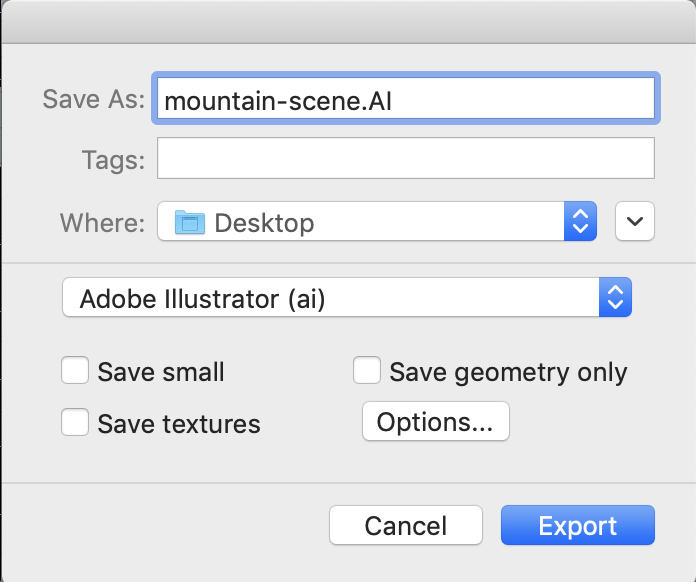 Save As: mountain-scene.AI
Tags:
Where: Desktop
Adobe Illustrator (ai)
Save small Save geometry only
Save textures Options...
Cancel Export